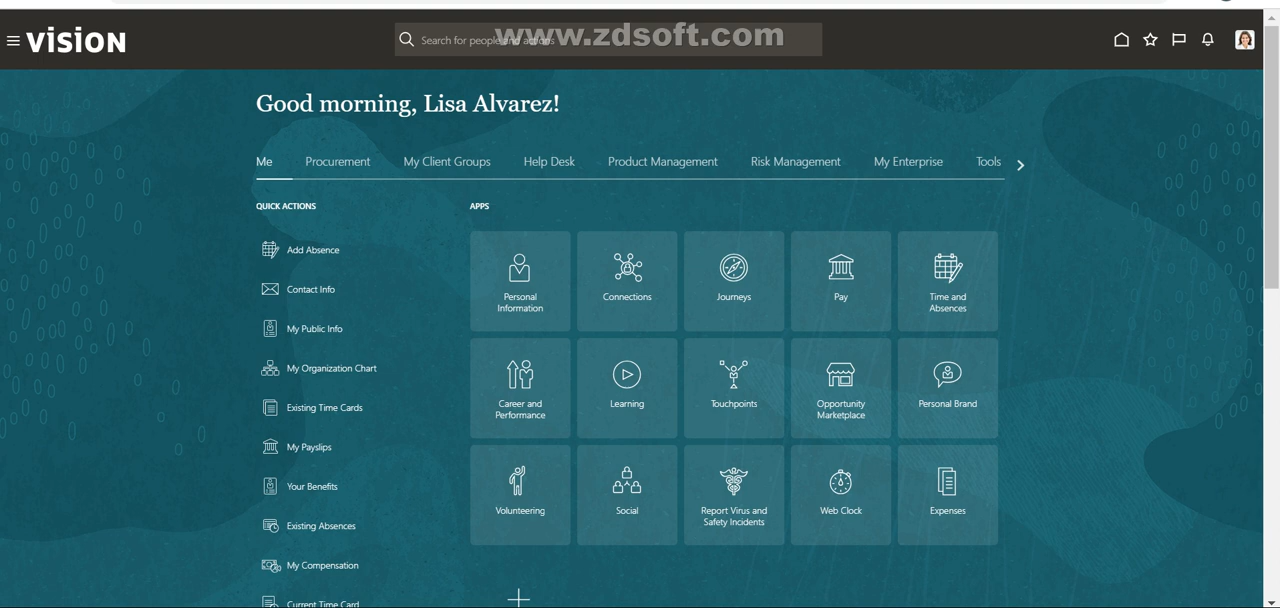 vision
Search for people and actions
www.zdsoft.com
Good morning, Lisa Alvarez!
Me Procurement My Client Groups Help Desk Product Management Risk Management My Enterprise Tools
QUICK ACTIONS
Add Absence
Contact Info
My Public Info
My Organization Chart
Existing Time Cards
My Payslips
Your Benefits
Existing Absences
My Compensation
Current Time Card
APPS
Personal
Information
Connections
Journeys
Pay
Time and
Absences
Career and
Performance
Learning
Touchpoints
Opportunity
Marketplace
Personal Brand
Volunteering
Social
Report Virus and
Safety Incidents
Web Clock
Expenses